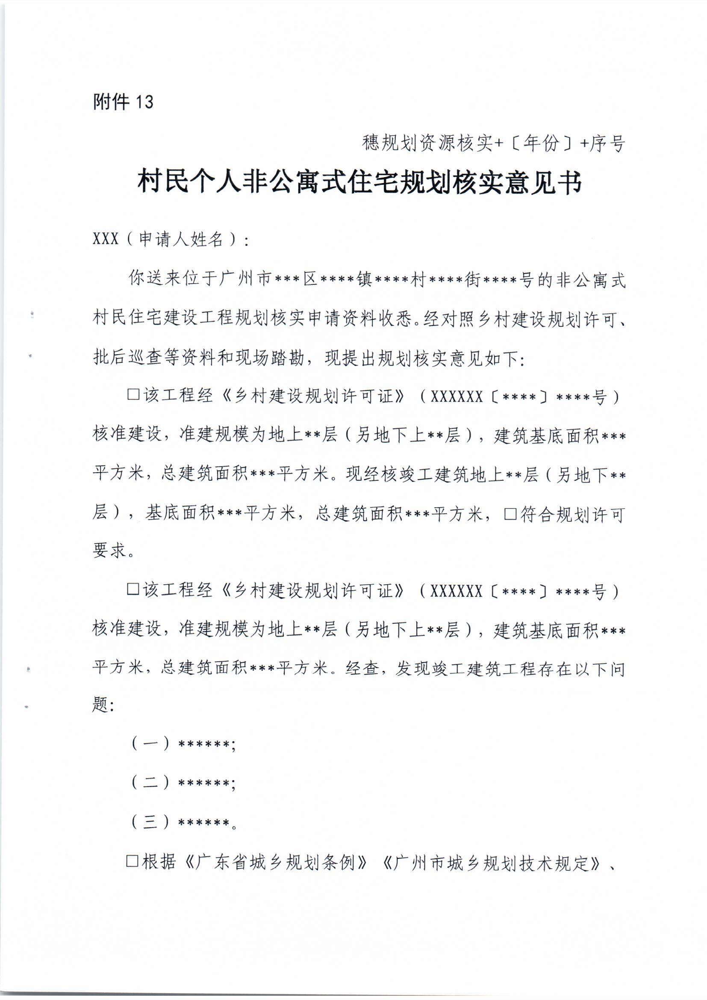 附件 13
穗规划资源核实+〔年份〕+序号
村民个人非公寓式住宅规划核实意见书
XXX（申请人姓名）：
你送来位于广州市***区****镇****村****街****号的非公寓式
村民住宅建设工程规划核实申请资料收悉。经对照乡村建设规划许可、
批后巡查等资料和现场踏勘，现提出规划核实意见如下：
□该工程经《乡村建设规划许可证》（XXXXXX〔****〕****号）
核准建设，准建规模为地上**层（另地下上**层），建筑基底面积***
平方米，总建筑面积***平方米。现经核竣工建筑地上**层（另地下**
层），基底面积***平方米，总建筑面积***平方米，□符合规划许可
要求。
□该工程经《乡村建设规划许可证》（XXXXXX〔****〕****号）
核准建设，准建规模为地上**层（另地下上**层），建筑基底面积***
平方米，总建筑面积***平方米。经查，发现竣工建筑工程存在以下问
题：
（一）******；
（二）******；
（三）******。
□根据《广东省城乡规划条例》《广州市城乡规划技术规定》、